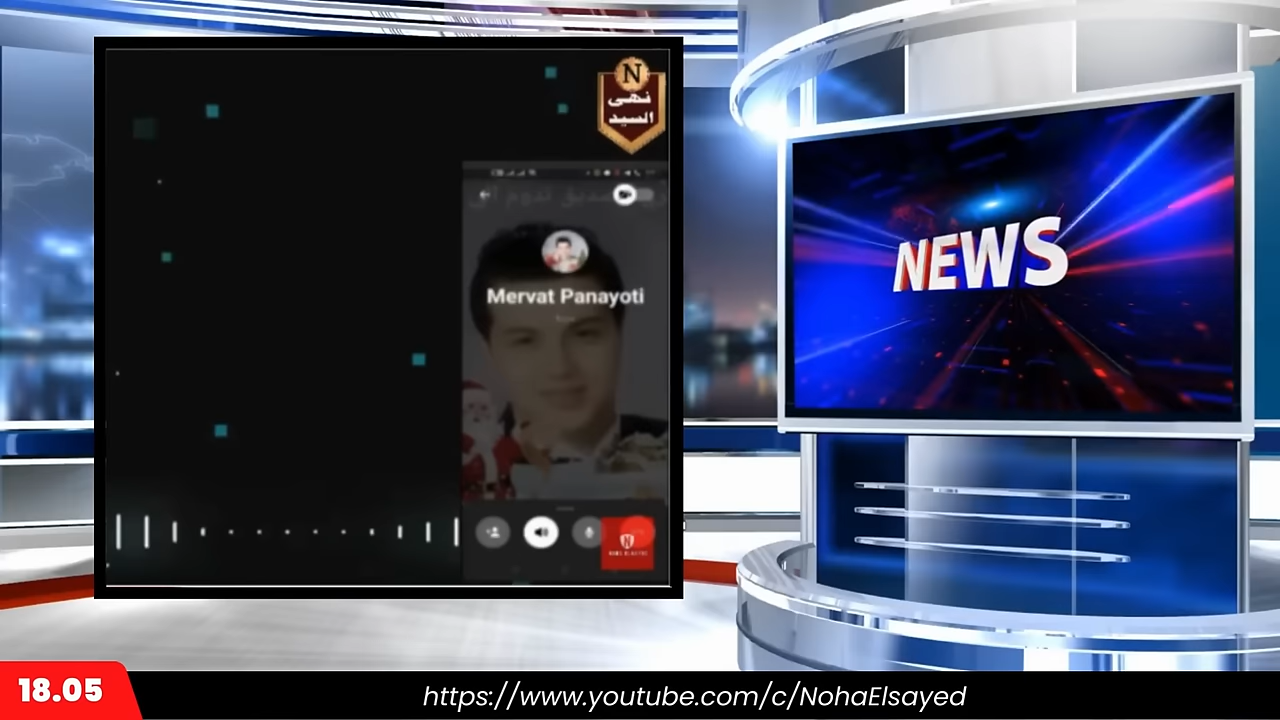 N
نهى
السيد
Mervat Panayoti
NEWS
18.05
https://www.youtube.com/c/NohaElsayed